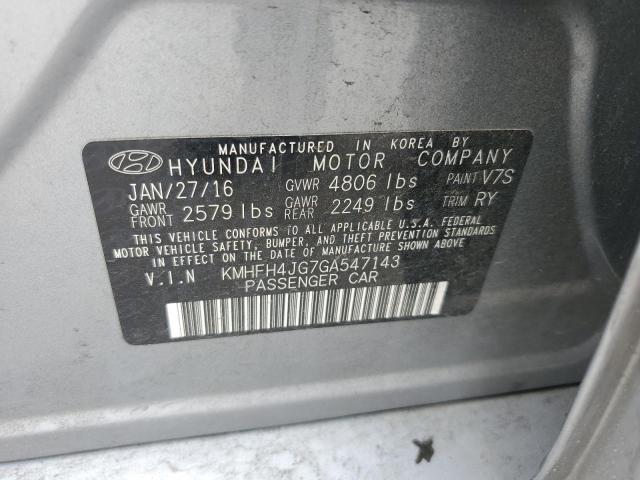 MANUFACTURED IN KOREA BY
HYUNDAI MOTOR COMPANY
JAN/27/16 GVWR 4806 lbs PAINT V7S
GAWR FRONT 2579 lbs GAWR REAR 2249 lbs TRIM RY
THIS VEHICLE CONFORMS TO ALL APPLICABLE U.S.A. FEDERAL
MOTOR VEHICLE SAFETY, BUMPER, AND THEFT PREVENTION STANDARDS
IN EFFECT ON THE DATE OF MANUFACTURE SHOWN ABOVE.
V.I.N KMHFH4JG7GA547143
PASSENGER CAR